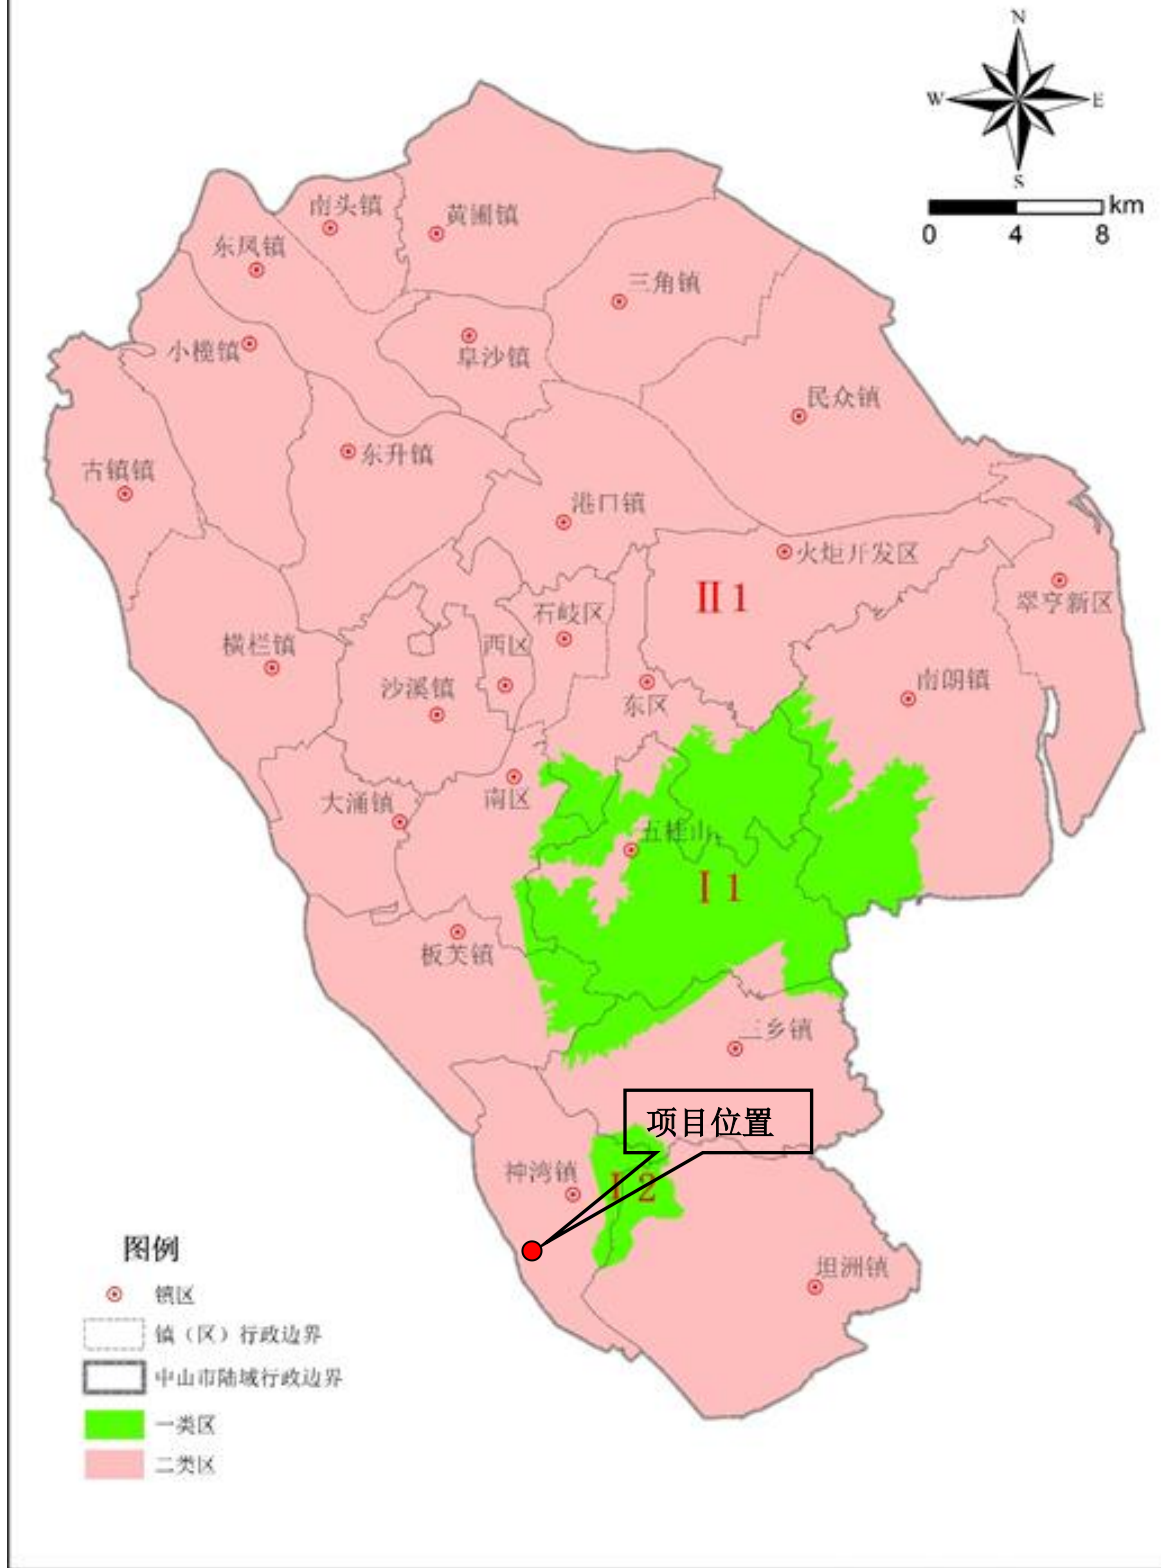 N
W
E
S
km
0
4
8
南头镇
黄圃镇
东凤镇
三角镇
小榄镇
阜沙镇
民众镇
东升镇
古镇镇
港口镇
火炬开发区
II 1
翠亨新区
石岐区
横栏镇
西区
沙溪镇
南朗镇
东区
南区
大涌镇
五桂山
I 1
板芙镇
三乡镇
项目位置
神湾镇
I 2
坦洲镇
图例
镇区
镇（区）行政边界
中山市陆域行政边界
一类区
二类区